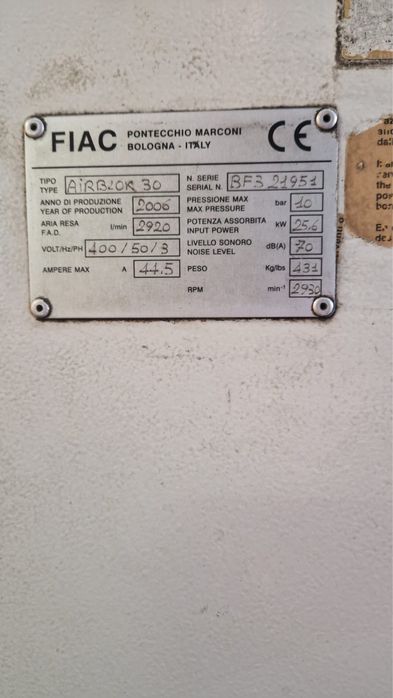 FIAC PONTECCHIO MARCONI
BOLOGNA - ITALY
CE
TIPO
TYPE AIRBLOK 30
N. SERIE
SERIAL N. BF3 21951
ANNO DI PRODUZIONE
YEAR OF PRODUCTION 2006
PRESSIONE MAX
MAX PRESSURE bar 10
ARIA RESA
F.A.D. l/min 2920
POTENZA ASSORBITA
INPUT POWER kW 25.6
VOLT/Hz/PH 400/50/3
LIVELLO SONORO
NOISE LEVEL dB(A) 70
AMPERE MAX A 44.5
PESO Kg/lbs 431
RPM min-¹ 2930
the